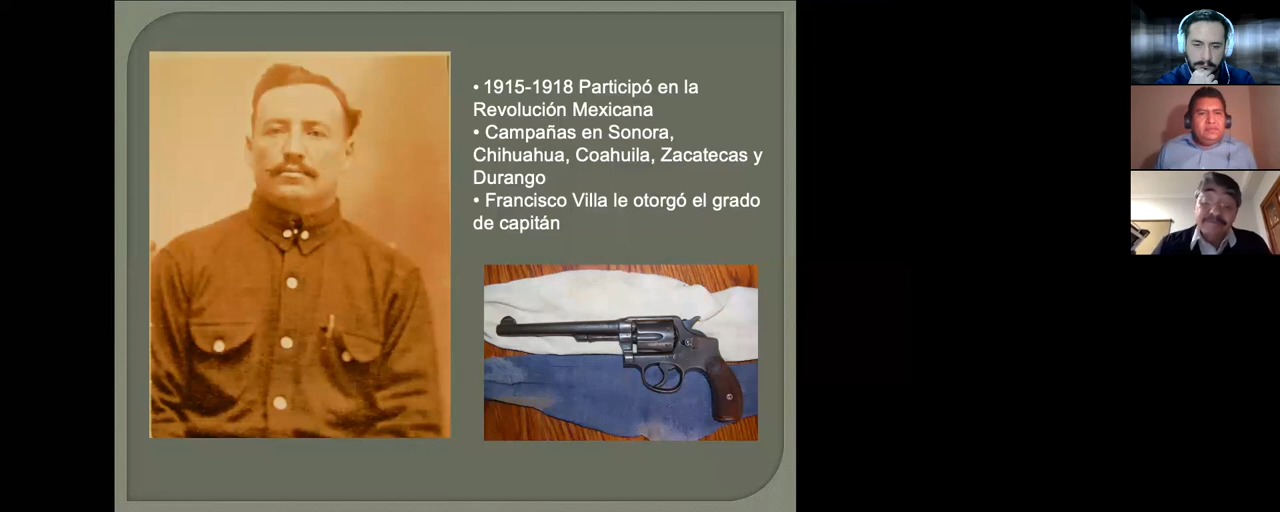 • 1915-1918 Participó en la
Revolución Mexicana
• Campañas en Sonora,
Chihuahua, Coahuila, Zacatecas y
Durango
• Francisco Villa le otorgó el grado
de capitán